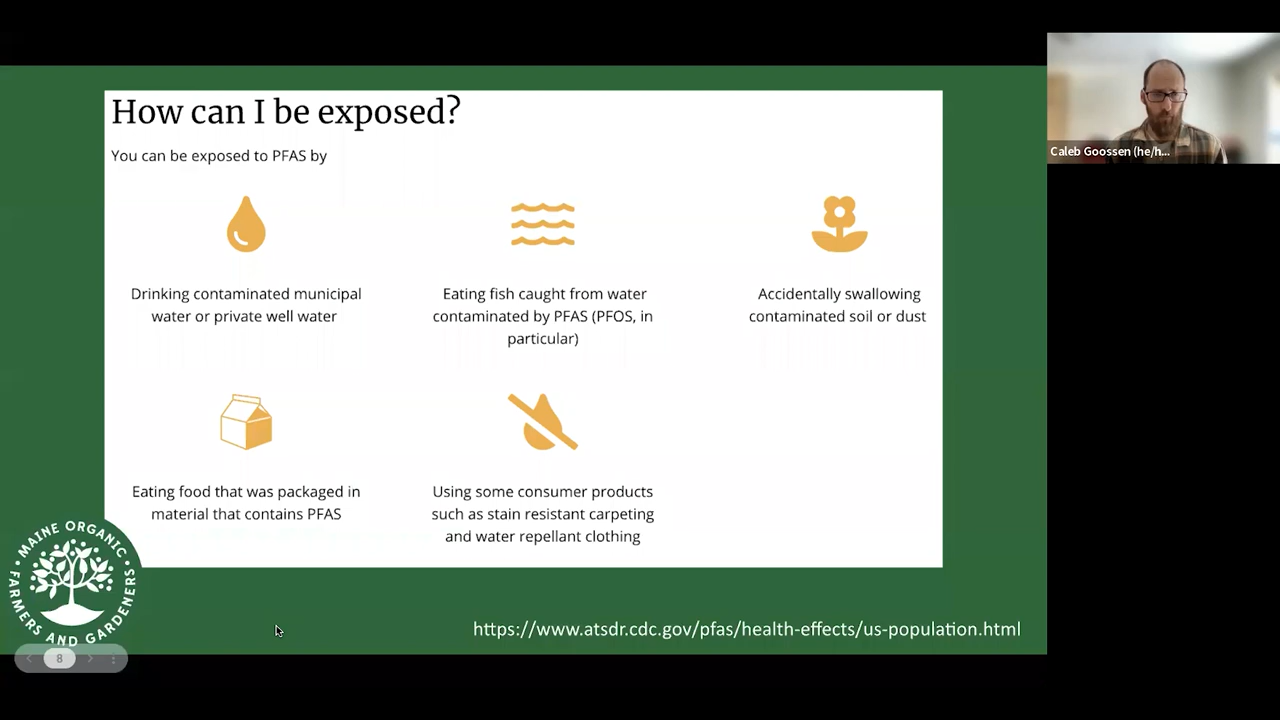 How can I be exposed?
You can be exposed to PFAS by
Drinking contaminated municipal
water or private well water
Eating fish caught from water
contaminated by PFAS (PFOS, in
particular)
Accidentally swallowing
contaminated soil or dust
Eating food that was packaged in
material that contains PFAS
Using some consumer products
such as stain resistant carpeting
and water repellant clothing
MAINE ORGANIC
FARMERS AND GARDENERS
https://www.atsdr.cdc.gov/pfas/health-effects/us-population.html
8
Caleb Goossen (he/h...